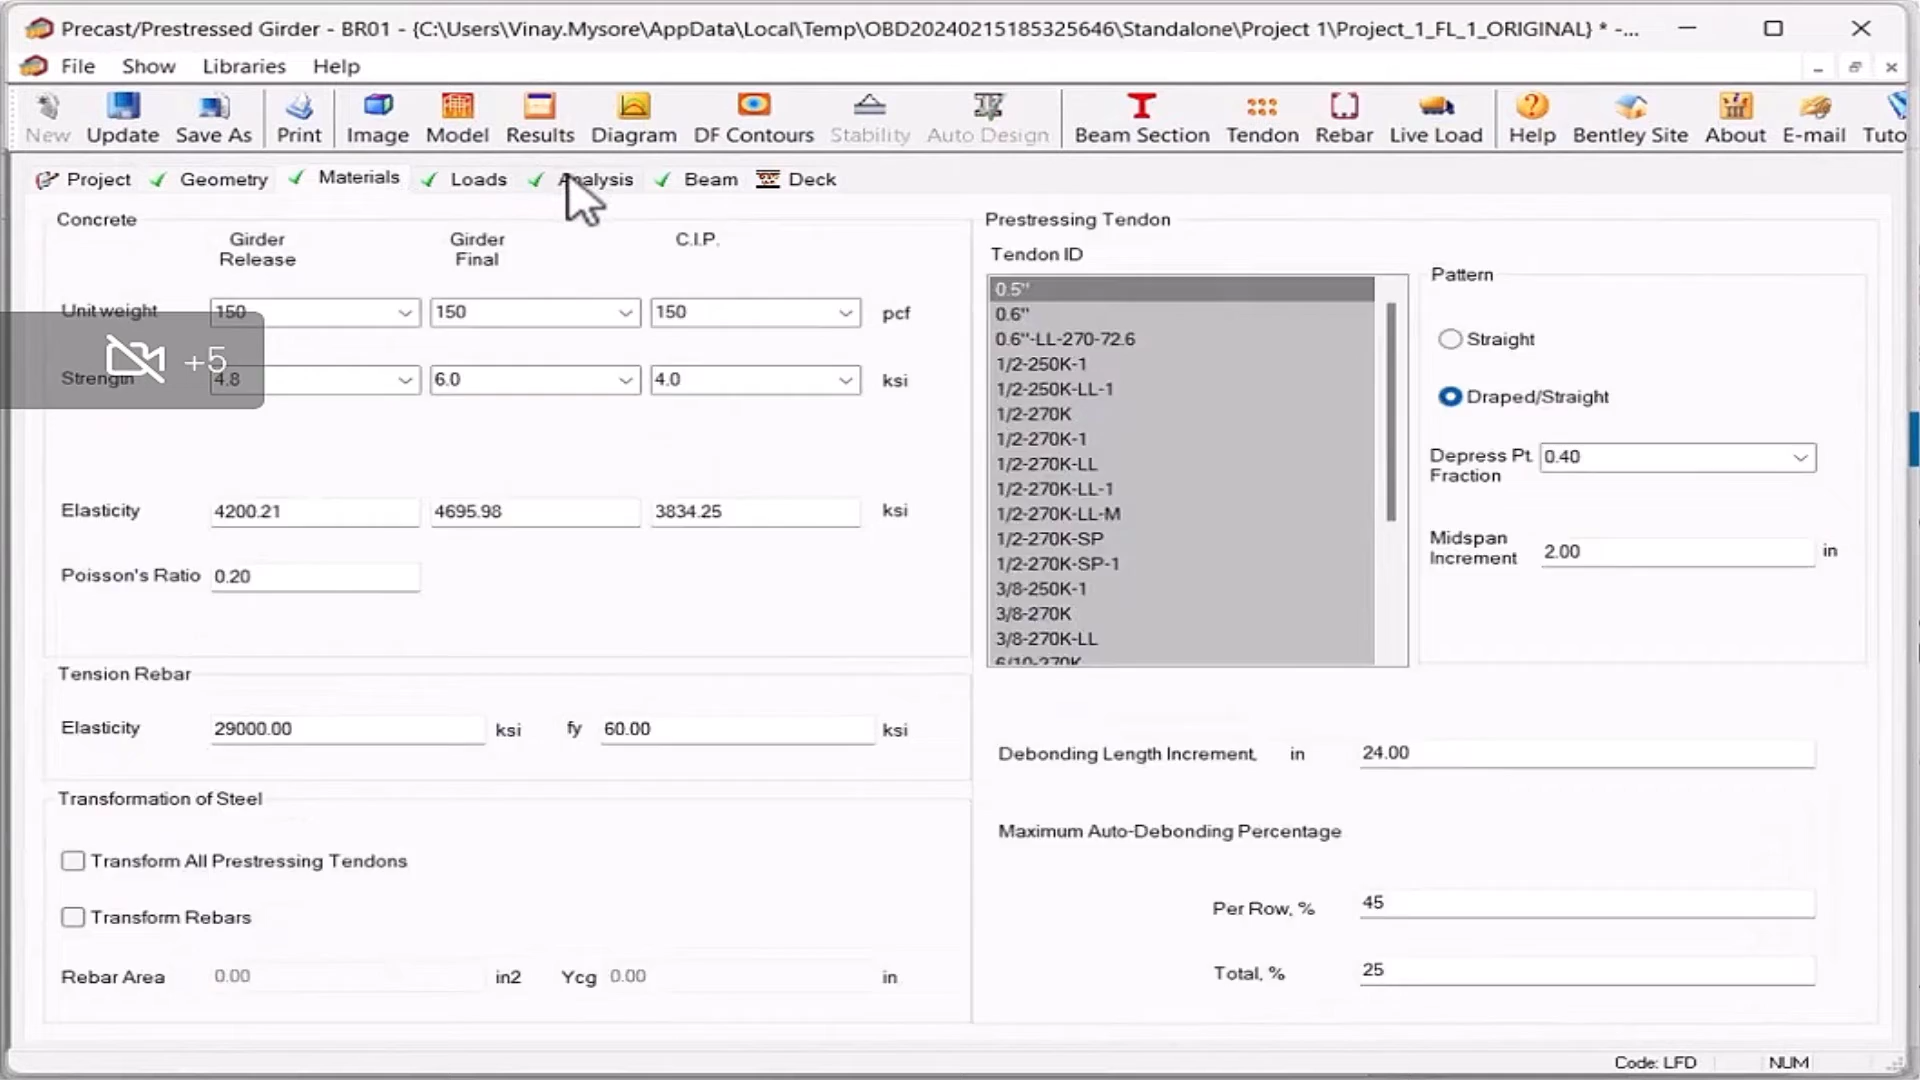 Precast/Prestressed Girder - BR01 - {C:\Users\Vinay.Mysore\AppData\Local\Temp\OBD20240215185325646\Standalone\Project 1\Project_1_FL_1_ORIGINAL} * -...
File Show Libraries Help
New Update Save As Print Image Model Results Diagram DF Contours Stability Auto Design Beam Section Tendon Rebar Live Load Help Bentley Site About E-mail Tuto
Project Geometry Materials Loads Analysis Beam Deck
Concrete
Girder Release
Girder Final
C.I.P.
Unit weight 150 150 150 pcf
+5
Strength 4.8 6.0 4.0 ksi
Elasticity 4200.21 4695.98 3834.25 ksi
Poisson's Ratio 0.20
Tension Rebar
Elasticity 29000.00 ksi fy 60.00 ksi
Transformation of Steel
Transform All Prestressing Tendons
Transform Rebars
Rebar Area 0.00 in2 Ycg 0.00 in
Prestressing Tendon
Tendon ID
0.5"
0.6"
0.6"-LL-270-72.6
1/2-250K-1
1/2-250K-LL-1
1/2-270K
1/2-270K-1
1/2-270K-LL
1/2-270K-LL-1
1/2-270K-LL-M
1/2-270K-SP
1/2-270K-SP-1
3/8-250K-1
3/8-270K
3/8-270K-LL
6/10-270K
Pattern
Straight
Draped/Straight
Depress Pt. Fraction 0.40
Midspan Increment 2.00 in
Debonding Length Increment, in 24.00
Maximum Auto-Debonding Percentage
Per Row, % 45
Total, % 25
Code: LFD NUM